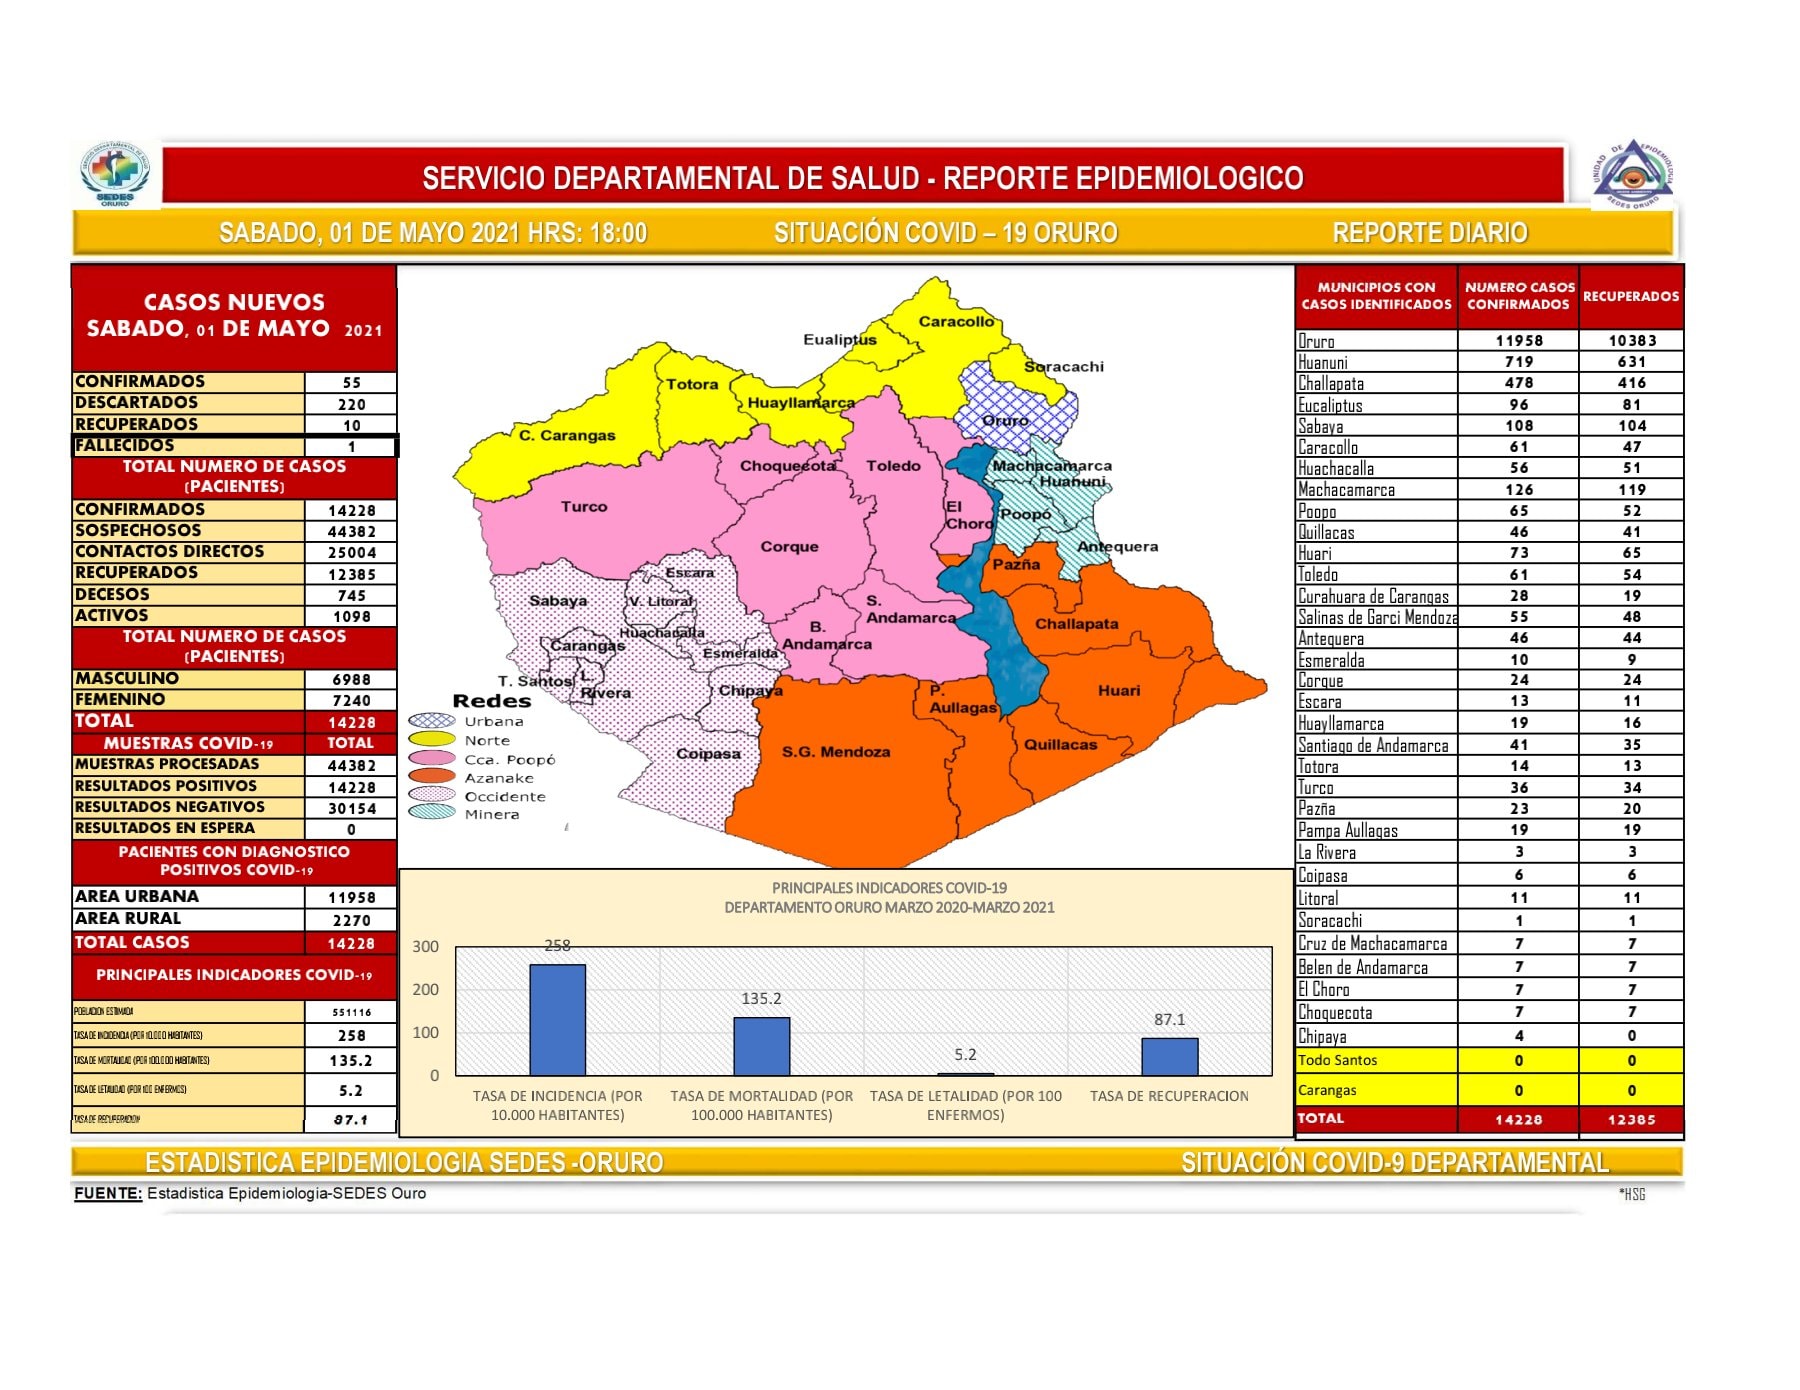 SERVICIO DEPARTAMENTAL DE SALUD - REPORTE EPIDEMIOLOGICO
SEDES
ORURO
UNIDAD DE EPIDEMIOLOGIA
SEDES ORURO
SABADO, 01 DE MAYO 2021 HRS: 18:00 SITUACIÓN COVID – 19 ORURO REPORTE DIARIO
CASOS NUEVOS
SABADO, 01 DE MAYO 2021
CONFIRMADOS 55
DESCARTADOS 220
RECUPERADOS 10
FALLECIDOS 1
TOTAL NUMERO DE CASOS
(PACIENTES)
CONFIRMADOS 14228
SOSPECHOSOS 44382
CONTACTOS DIRECTOS 25004
RECUPERADOS 12385
DECESOS 745
ACTIVOS 1098
TOTAL NUMERO DE CASOS
(PACIENTES)
MASCULINO 6988
FEMENINO 7240
TOTAL 14228
MUESTRAS COVID-19 TOTAL
MUESTRAS PROCESADAS 44382
RESULTADOS POSITIVOS 14228
RESULTADOS NEGATIVOS 30154
RESULTADOS EN ESPERA 0
PACIENTES CON DIAGNOSTICO
POSITIVOS COVID-19
AREA URBANA 11958
AREA RURAL 2270
TOTAL CASOS 14228
PRINCIPALES INDICADORES COVID-19
POBLACION ESTIMADA 551116
TASA DE INCIDENCIA (POR 10.000 HABITANTES) 258
TASA DE MORTALIDAD (POR 100.000 HABITANTES) 135.2
TASA DE LETALIDAD (POR 100 ENFERMOS) 5.2
TASA DE RECUPERACION 87.1
Caracollo
Eualiptus
Soracachi
Totora
Huayllamarca
Oruro
C. Carangas
Choquecota
Toledo
Machacamarca
Huanuni
Turco
El
Choro
Poopó
Corque
Antequera
Pazña
Escara
Sabaya
V. Litoral
S.
Andamarca
Challapata
Huachacalla
B.
Andamarca
Carangas
Esmeralda
T. Santos
L.
Rivera
Chipaya
P.
Aullagas
Huari
Coipasa
S.G. Mendoza
Quillacas
Redes
Urbana
Norte
Cca. Poopó
Azanake
Occidente
Minera
PRINCIPALES INDICADORES COVID-19
DEPARTAMENTO ORURO MARZO 2020-MARZO 2021
300
200
100
0
258
135.2
5.2
87.1
TASA DE INCIDENCIA (POR
10.000 HABITANTES)
TASA DE MORTALIDAD (POR
100.000 HABITANTES)
TASA DE LETALIDAD (POR 100
ENFERMOS)
TASA DE RECUPERACION
MUNICIPIOS CON
CASOS IDENTIFICADOS
NUMERO CASOS
CONFIRMADOS
RECUPERADOS
Oruro 11958 10383
Huanuni 719 631
Challapata 478 416
Eucaliptus 96 81
Sabaya 108 104
Caracollo 61 47
Huachacalla 56 51
Machacamarca 126 119
Poopo 65 52
Quillacas 46 41
Huari 73 65
Toledo 61 54
Curahuara de Carangas 28 19
Salinas de Garci Mendoza 55 48
Antequera 46 44
Esmeralda 10 9
Corque 24 24
Escara 13 11
Huayllamarca 19 16
Santiago de Andamarca 41 35
Totora 14 13
Turco 36 34
Pazña 23 20
Pampa Aullagas 19 19
La Rivera 3 3
Coipasa 6 6
Litoral 11 11
Soracachi 1 1
Cruz de Machacamarca 7 7
Belen de Andamarca 7 7
El Choro 7 7
Choquecota 7 7
Chipaya 4 0
Todo Santos 0 0
Carangas 0 0
TOTAL 14228 12385
ESTADISTICA EPIDEMIOLOGIA SEDES -ORURO SITUACIÓN COVID-9 DEPARTAMENTAL
FUENTE: Estadistica Epidemiologia-SEDES Ouro *HSG